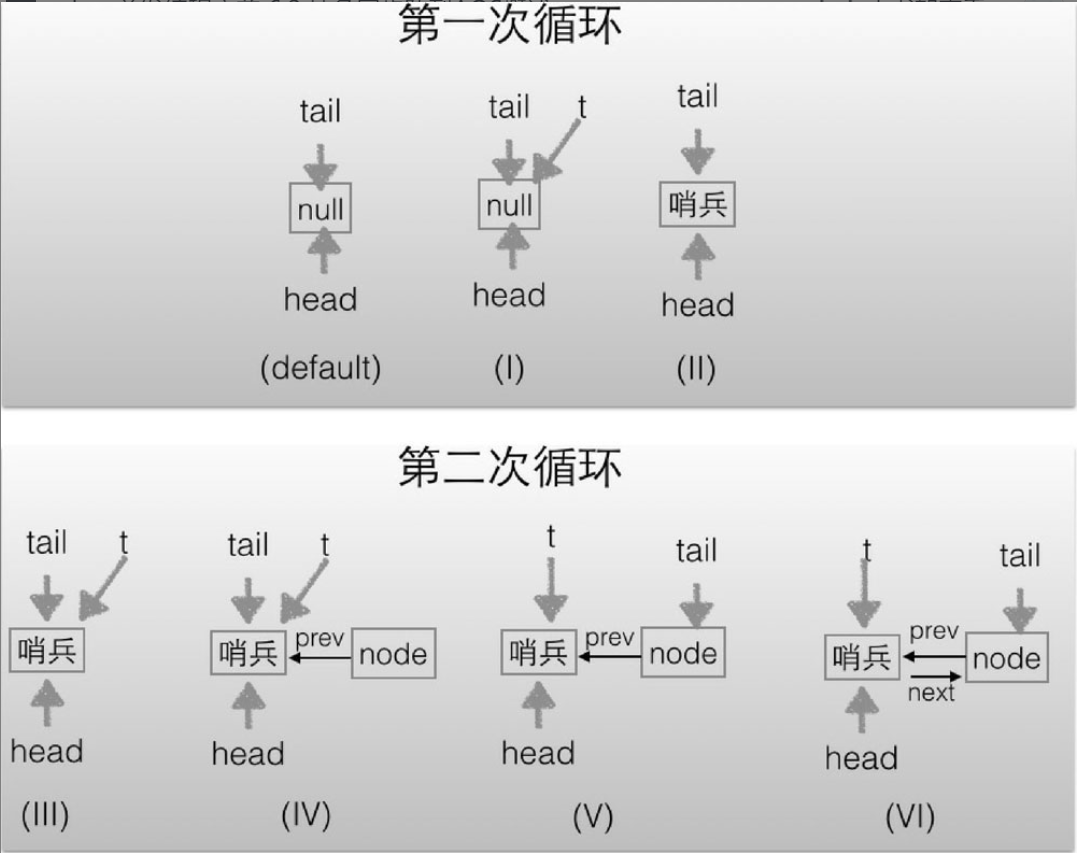 第一次循环
tail tail t tail
null null 哨兵
head head head
(default) (I) (II)
第二次循环
tail t tail t t tail t tail
哨兵 哨兵 prev node 哨兵 prev node 哨兵 prev next node
head head head head
(III) (IV) (V) (VI)